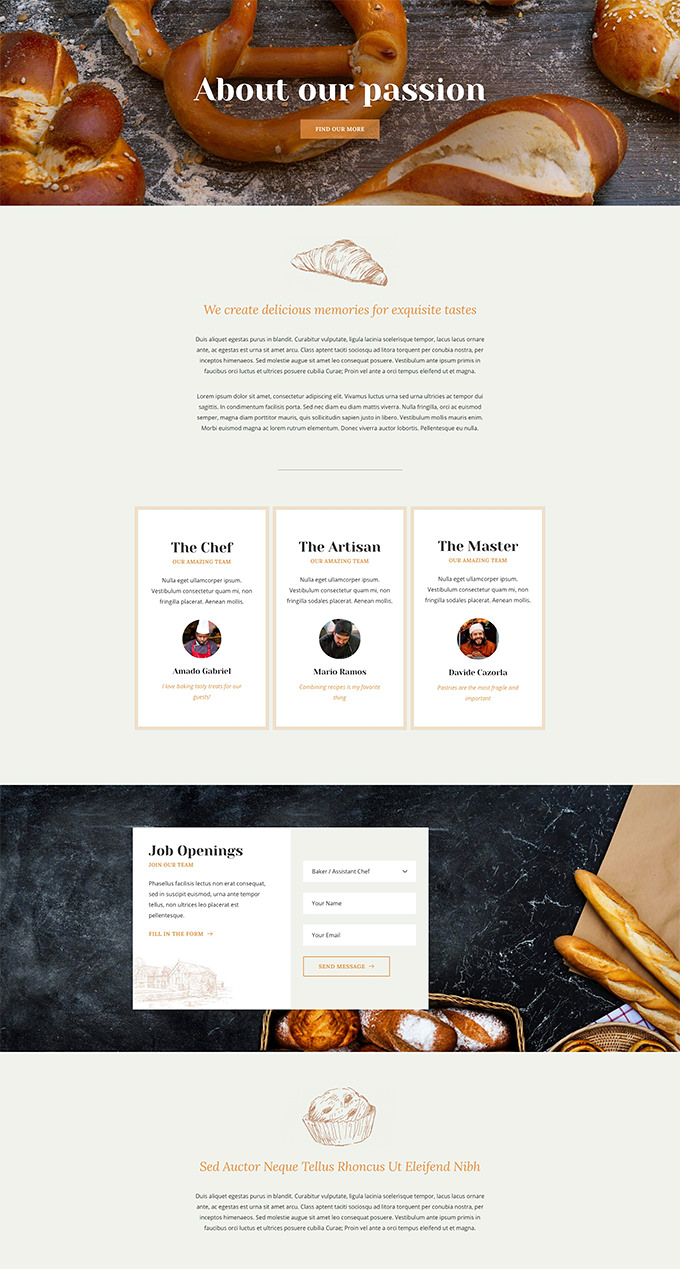 About our passion
FIND OUR MORE
We create delicious memories for exquisite tastes
Duis aliquet egestas purus in blandit. Curabitur vulputate, ligula lacinia scelerisque tempor, lacus lacus ornare
ante, ac egestas est urna sit amet arcu. Class aptent taciti sociosqu ad litora torquent per conubia nostra, per
inceptos himenaeos. Sed molestie augue sit amet leo consequat posuere. Vestibulum ante ipsum primis in
faucibus orci luctus et ultrices posuere cubilia Curae; Proin vel ante a orci tempus eleifend ut et magna.
Lorem ipsum dolor sit amet, consectetur adipiscing elit. Vivamus luctus urna sed urna ultricies ac tempor dui
sagittis. In condimentum facilisis porta. Sed nec diam eu diam mattis viverra. Nulla fringilla, orci ac euismod
semper, magna diam porttitor mauris, quis sollicitudin sapien justo in libero. Vestibulum mollis mauris enim.
Morbi euismod magna ac lorem rutrum elementum. Donec viverra auctor lobortis. Pellentesque eu nulla.
The Chef
OUR AMAZING TEAM
Nulla eget ullamcorper ipsum.
Vestibulum consectetur quam mi, non
fringilla placerat. Aenean mollis.
Amado Gabriel
I love baking tasty treats for our
guests!
The Artisan
OUR AMAZING TEAM
Nulla eget ullamcorper ipsum.
Vestibulum consectetur quam mi, non
fringilla sodales placerat. Aenean mollis.
Mario Ramos
Combining recipes is my favorite
thing
The Master
OUR AMAZING TEAM
Nulla eget ullamcorper ipsum.
Vestibulum consectetur quam mi, non
fringilla sodales placerat. Aenean mollis.
Davide Cazorla
Pastries are the most fragile and
important
Job Openings
JOIN OUR TEAM
Phasellus facilisis lectus non erat consequat,
sed in suscipit euismod, urna ante tempor
tellus, non ultrices leo placerat est
pellentesque.
FILL IN THE FORM →
Baker / Assistant Chef
Your Name
Your Email
SEND MESSAGE →
Sed Auctor Neque Tellus Rhoncus Ut Eleifend Nibh
Duis aliquet egestas purus in blandit. Curabitur vulputate, ligula lacinia scelerisque tempor, lacus lacus ornare
ante, ac egestas est urna sit amet arcu. Class aptent taciti sociosqu ad litora torquent per conubia nostra, per
inceptos himenaeos. Sed molestie augue sit amet leo consequat posuere. Vestibulum ante ipsum primis in
faucibus orci luctus et ultrices posuere cubilia Curae; Proin vel ante a orci tempus eleifend ut et magna.